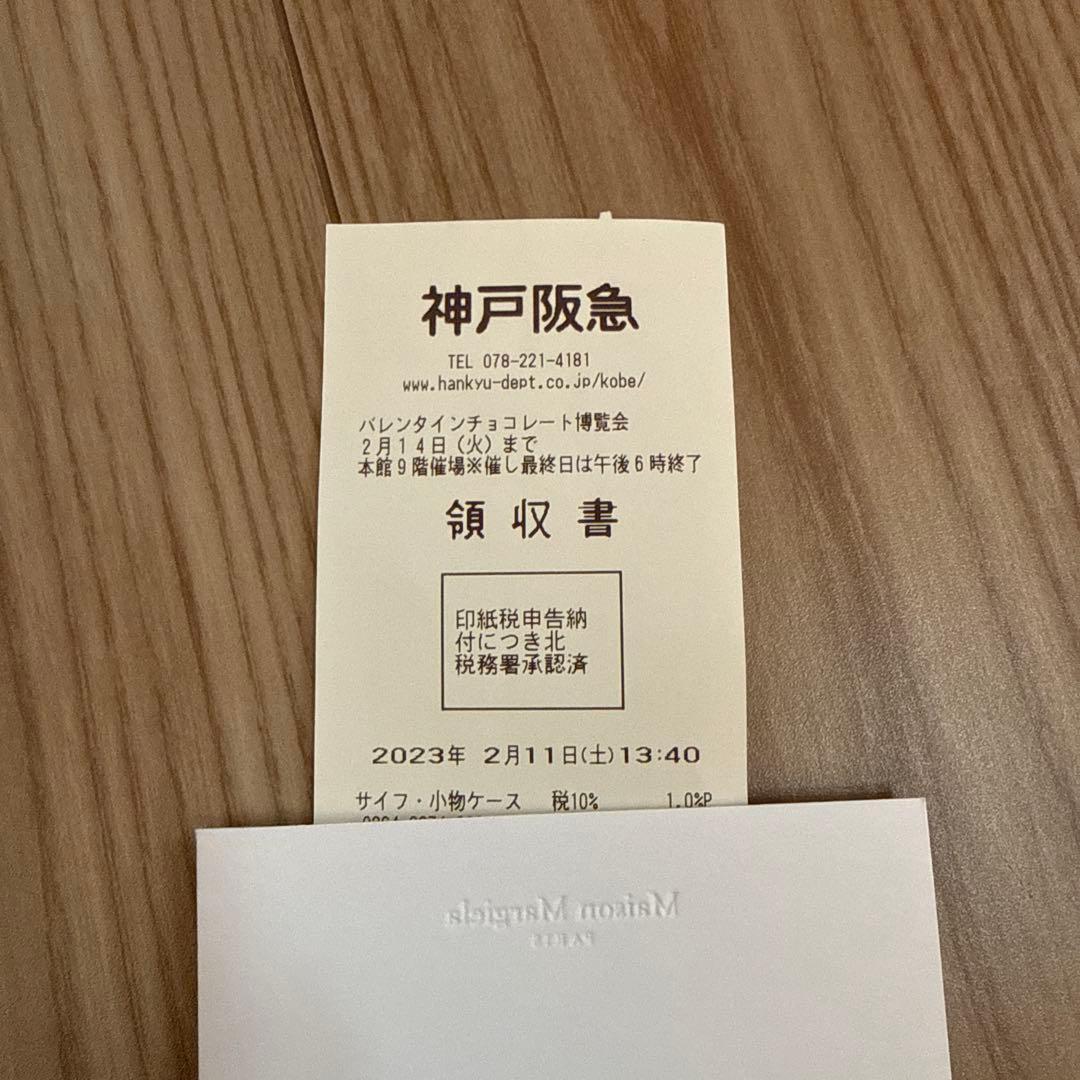 神戸阪急
TEL 078-221-4181
www.hankyu-dept.co.jp/kobe/
バレンタインチョコレート博覧会
2月14日（火）まで
本館9階催場※催し最終日は午後6時終了
領収書
印紙税申告納
付につき北
税務署承認済
2023年 2月11日(土)13:40
サイフ・小物ケース 税10% 1.0%P
Maison Margiela
PARIS